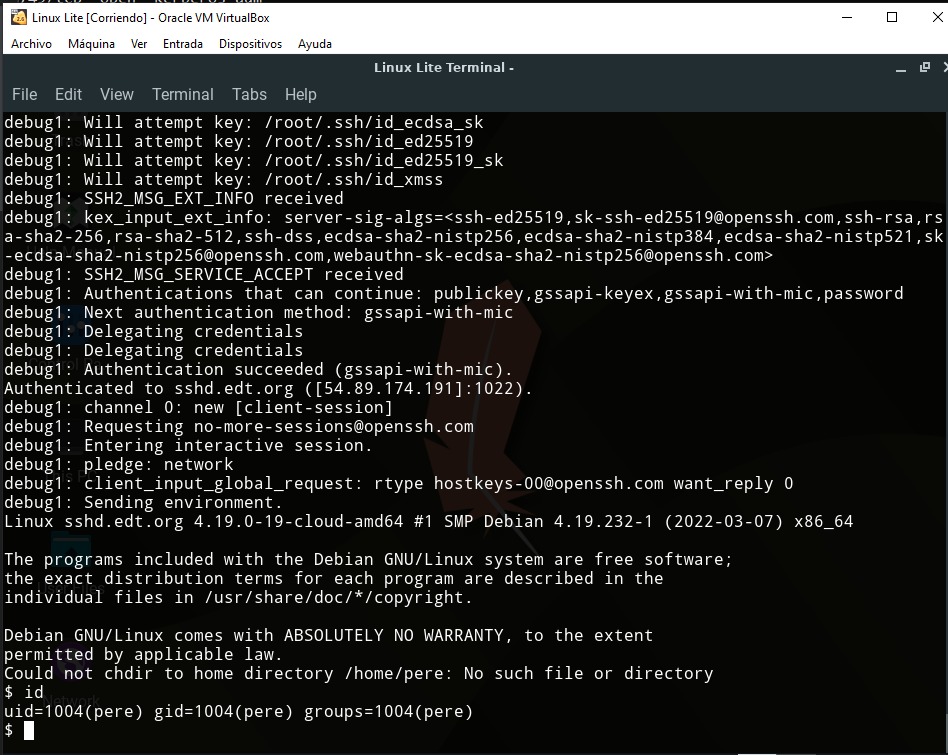 Linux Lite [Corriendo] - Oracle VM VirtualBox
Archivo Máquina Ver Entrada Dispositivos Ayuda
Linux Lite Terminal -
File Edit View Terminal Tabs Help
debug1: Will attempt key: /root/.ssh/id_ecdsa_sk
debug1: Will attempt key: /root/.ssh/id_ed25519
debug1: Will attempt key: /root/.ssh/id_ed25519_sk
debug1: Will attempt key: /root/.ssh/id_xmss
debug1: SSH2_MSG_EXT_INFO received
debug1: kex_input_ext_info: server-sig-algs=<ssh-ed25519,sk-ssh-ed25519@openssh.com,ssh-rsa,rs
a-sha2-256,rsa-sha2-512,ssh-dss,ecdsa-sha2-nistp256,ecdsa-sha2-nistp384,ecdsa-sha2-nistp521,sk
-ecdsa-sha2-nistp256@openssh.com,webauthn-sk-ecdsa-sha2-nistp256@openssh.com>
debug1: SSH2_MSG_SERVICE_ACCEPT received
debug1: Authentications that can continue: publickey,gssapi-keyex,gssapi-with-mic,password
debug1: Next authentication method: gssapi-with-mic
debug1: Delegating credentials
debug1: Delegating credentials
debug1: Authentication succeeded (gssapi-with-mic).
Authenticated to sshd.edt.org ([54.89.174.191]:1022).
debug1: channel 0: new [client-session]
debug1: Requesting no-more-sessions@openssh.com
debug1: Entering interactive session.
debug1: pledge: network
debug1: client_input_global_request: rtype hostkeys-00@openssh.com want_reply 0
debug1: Sending environment.
Linux sshd.edt.org 4.19.0-19-cloud-amd64 #1 SMP Debian 4.19.232-1 (2022-03-07) x86_64
The programs included with the Debian GNU/Linux system are free software;
the exact distribution terms for each program are described in the
individual files in /usr/share/doc/*/copyright.
Debian GNU/Linux comes with ABSOLUTELY NO WARRANTY, to the extent
permitted by applicable law.
Could not chdir to home directory /home/pere: No such file or directory
$ id
Network
uid=1004(pere) gid=1004(pere) groups=1004(pere)
$